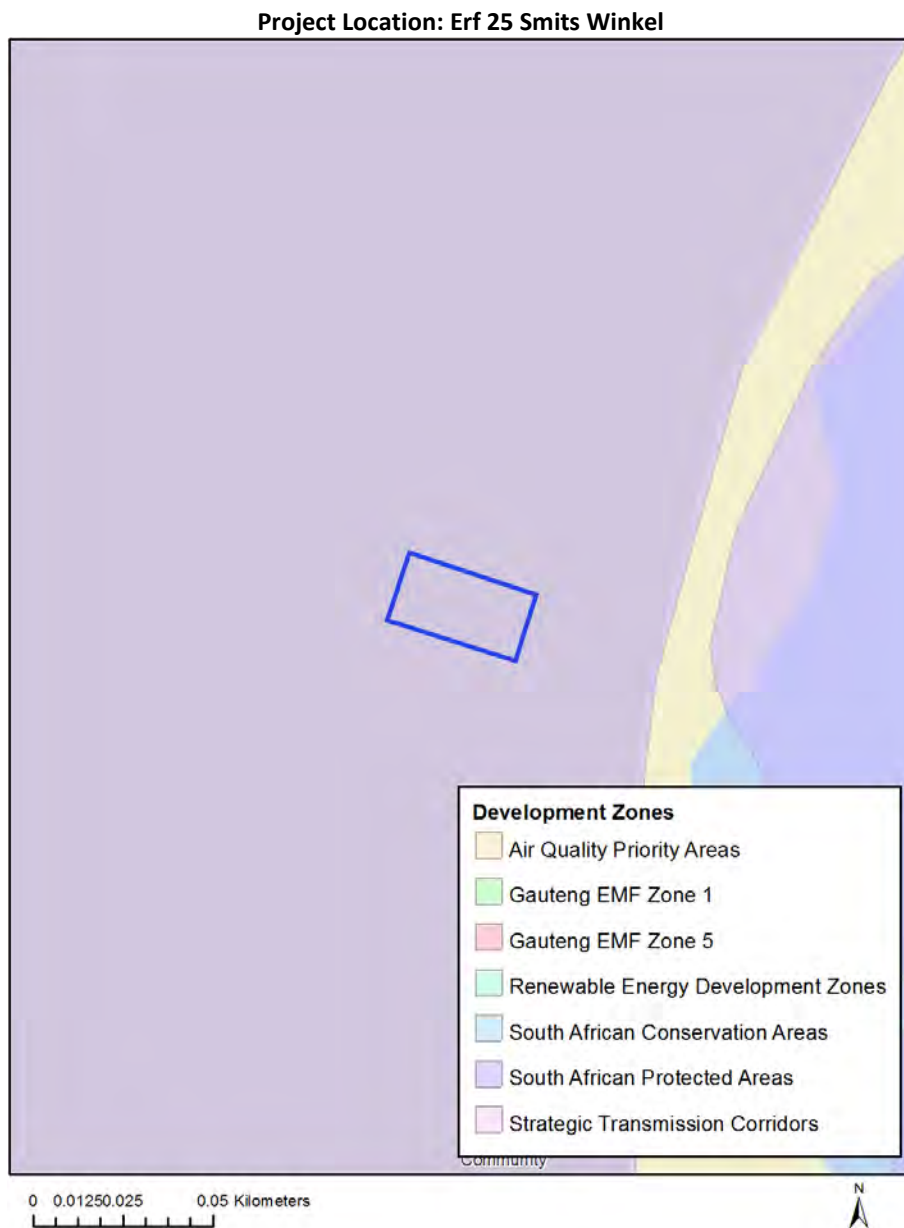 Project Location: Erf 25 Smits Winkel
Development Zones
Air Quality Priority Areas
Gauteng EMF Zone 1
Gauteng EMF Zone 5
Renewable Energy Development Zones
South African Conservation Areas
South African Protected Areas
Strategic Transmission Corridors
Community
0 0.01250.025 0.05 Kilometers
N